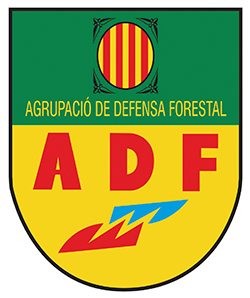 AGRUPACIÓ DE DEFENSA FORESTAL
ADF